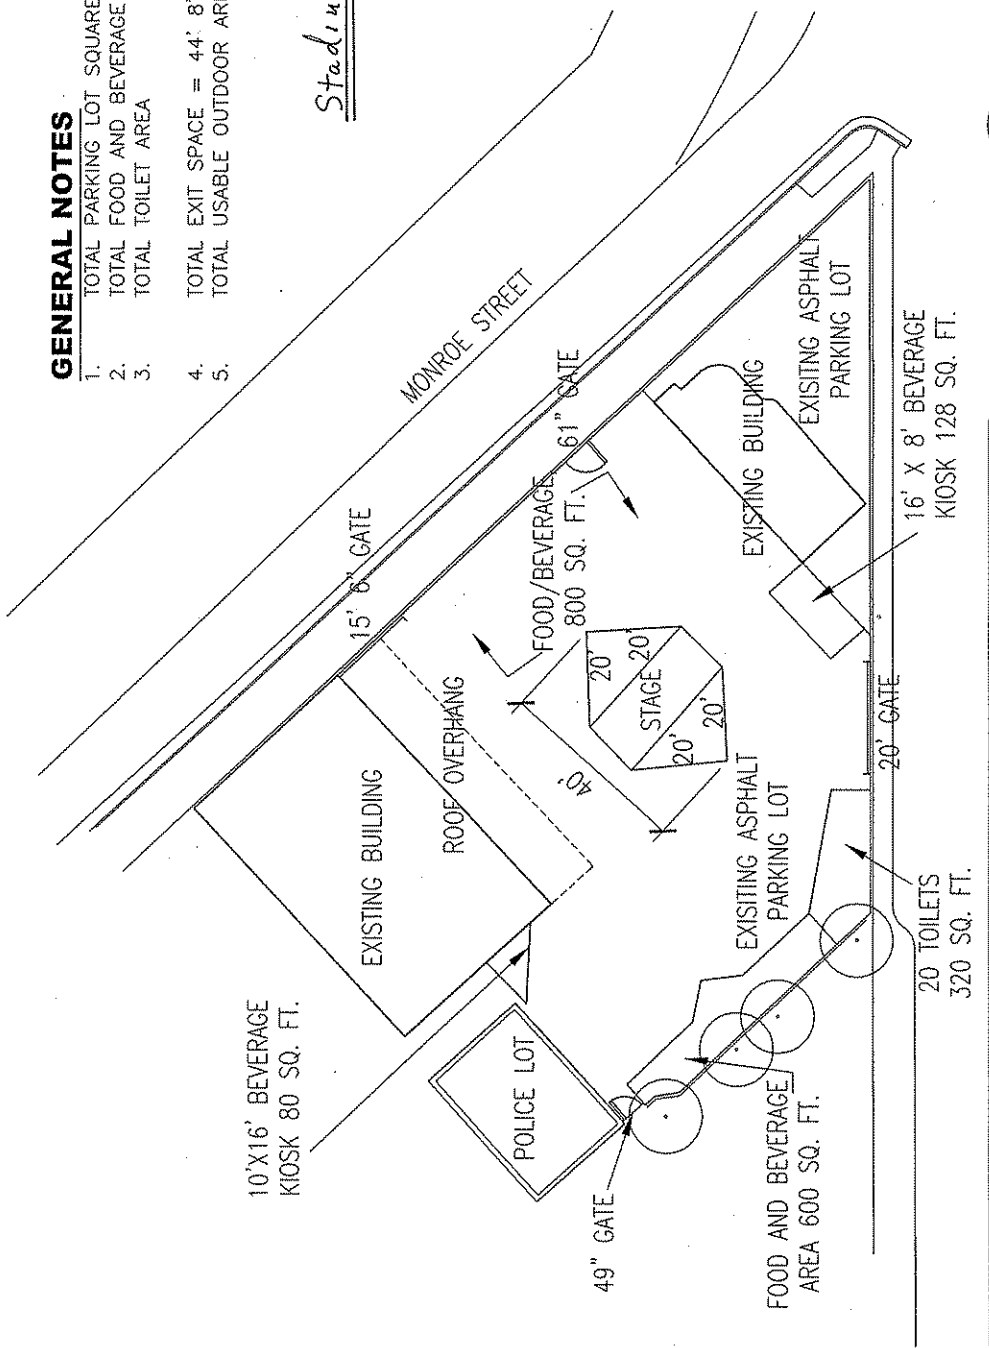 GENERAL NOTES
1. TOTAL PARKING LOT SQUARE
2. TOTAL FOOD AND BEVERAGE
3. TOTAL TOILET AREA
4. TOTAL EXIT SPACE = 44' 8"
5. TOTAL USABLE OUTDOOR
MONROE STREET
15' 6" GATE
61" GATE
FOOD/BEVERAGE
800 SQ. FT.
EXISTING BUILDING
ROOF OVERHANG
40'
20'
20'
STAGE
20'
20'
EXISTING BUILDING
EXISITING ASPHALT
PARKING LOT
16' X 8' BEVERAGE
KIOSK 128 SQ. FT.
20' GATE
EXISITING ASPHALT
PARKING LOT
10'X16' BEVERAGE
KIOSK 80 SQ. FT.
POLICE LOT
49" GATE
FOOD AND BEVERAGE
AREA 600 SQ. FT.
20 TOILETS
320 SQ. FT.